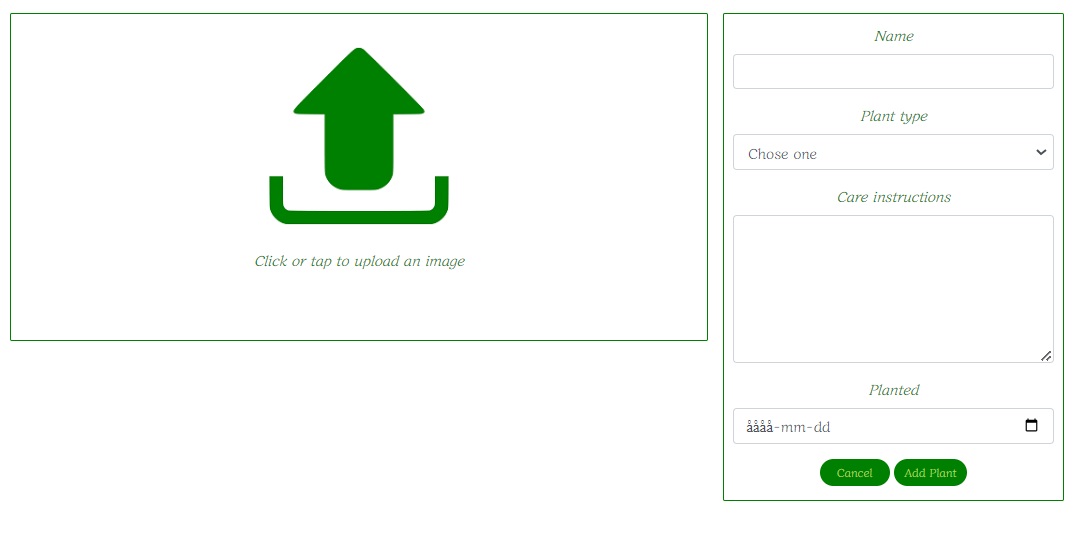 Click or tap to upload an image
Name
Plant type
Chose one
Care instructions
Planted
åååå-mm-dd
Cancel
Add Plant